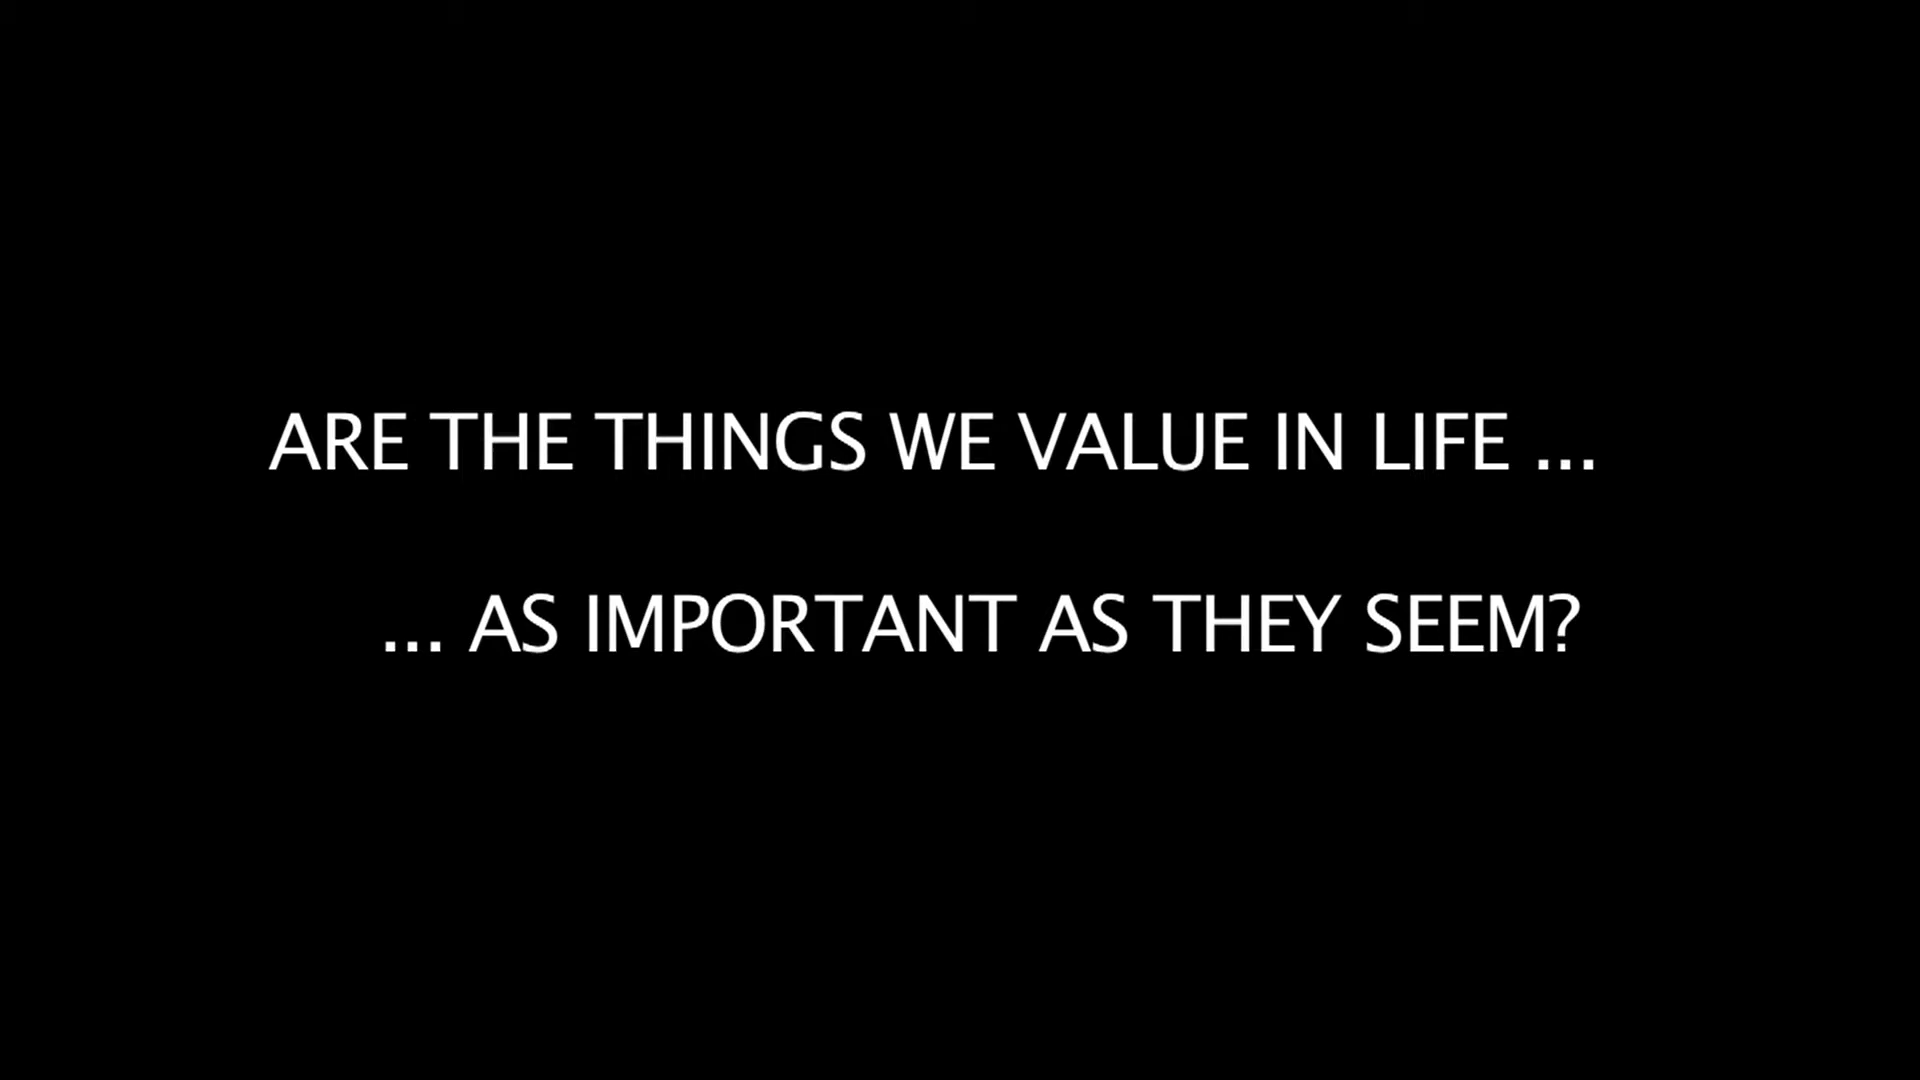 ARE THE THINGS WE VALUE IN LIFE ...
... AS IMPORTANT AS THEY SEEM?